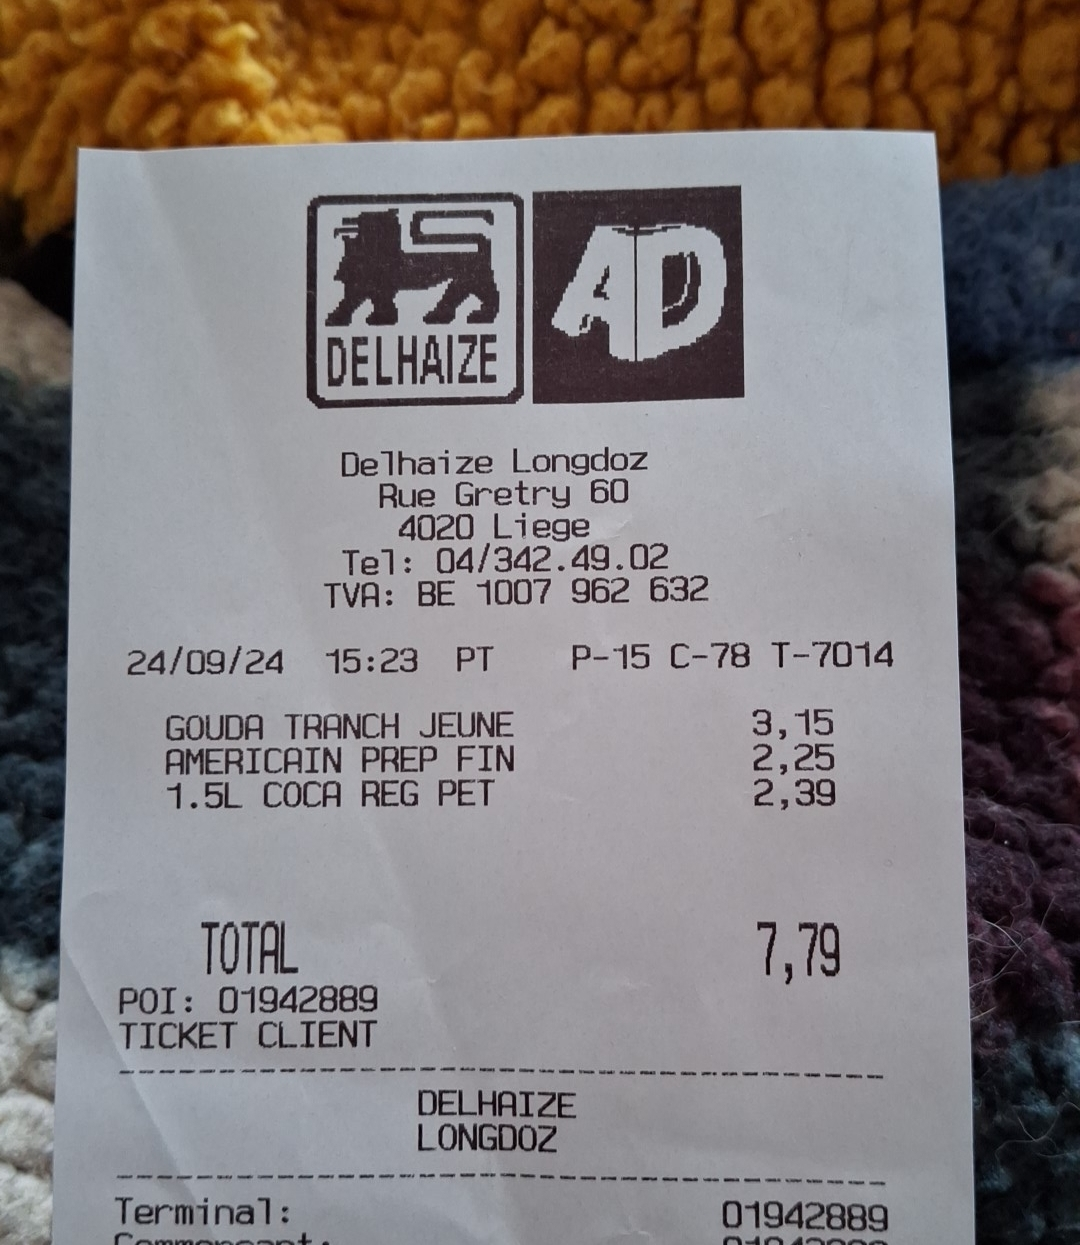 DELHAIZE
AD
Delhaize Longdoz
Rue Gretry 60
4020 Liege
Tel: 04/342.49.02
TVA: BE 1007 962 632
24/09/24 15:23 PT P-15 C-78 T-7014
GOUDA TRANCH JEUNE 3,15
AMERICAIN PREP FIN 2,25
1.5L COCA REG PET 2,39
TOTAL 7,79
POI: 01942889
TICKET CLIENT
DELHAIZE
LONGDOZ
Terminal: 01942889